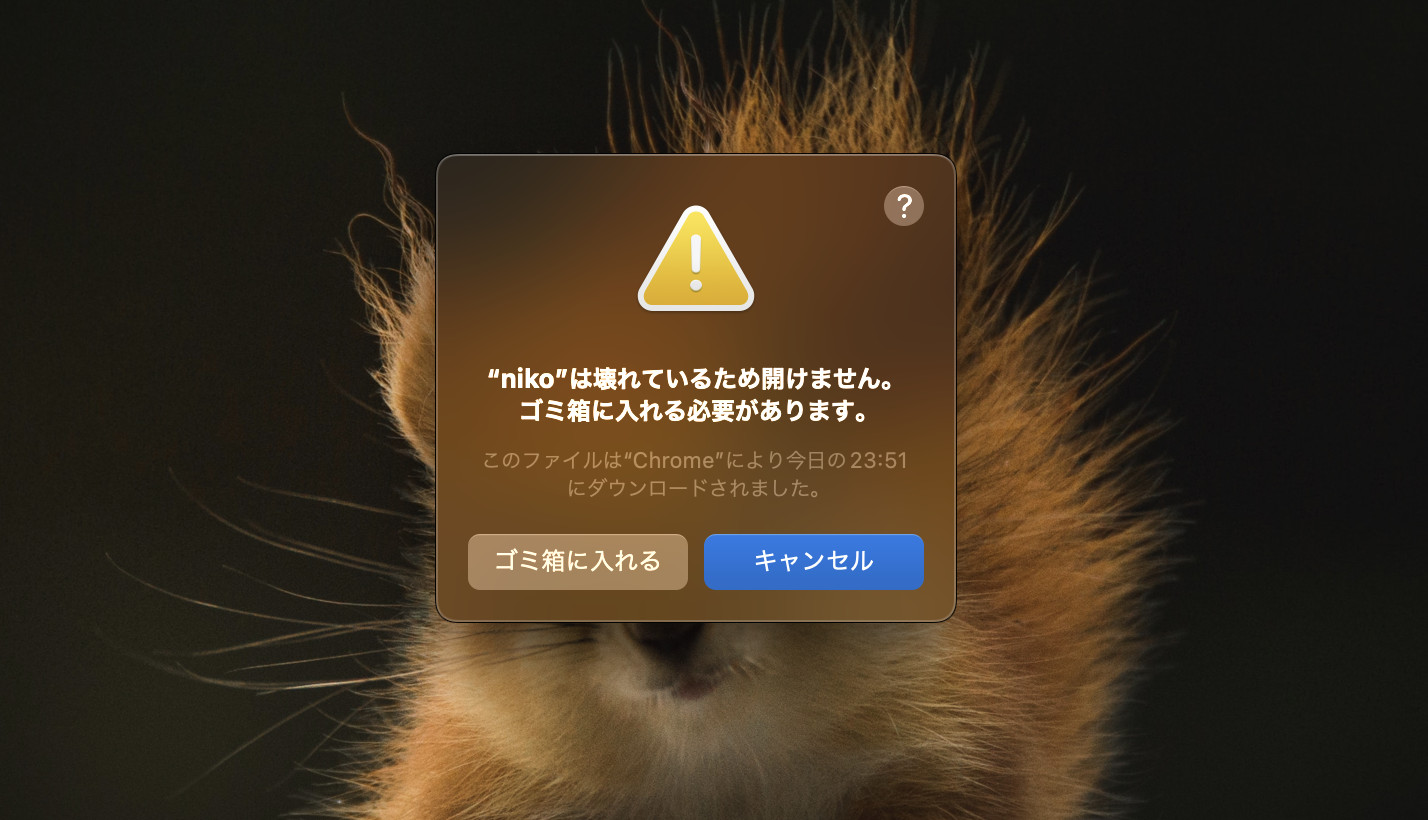 ?
“niko”は壊れているため開けません。
ゴミ箱に入れる必要があります。
このファイルは“Chrome”により今日の23:51
にダウンロードされました。
ゴミ箱に入れる
キャンセル